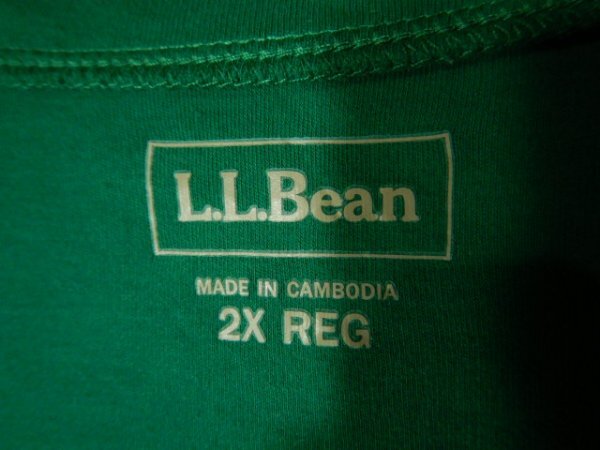 L.L.Bean
MADE IN CAMBODIA
2X REG